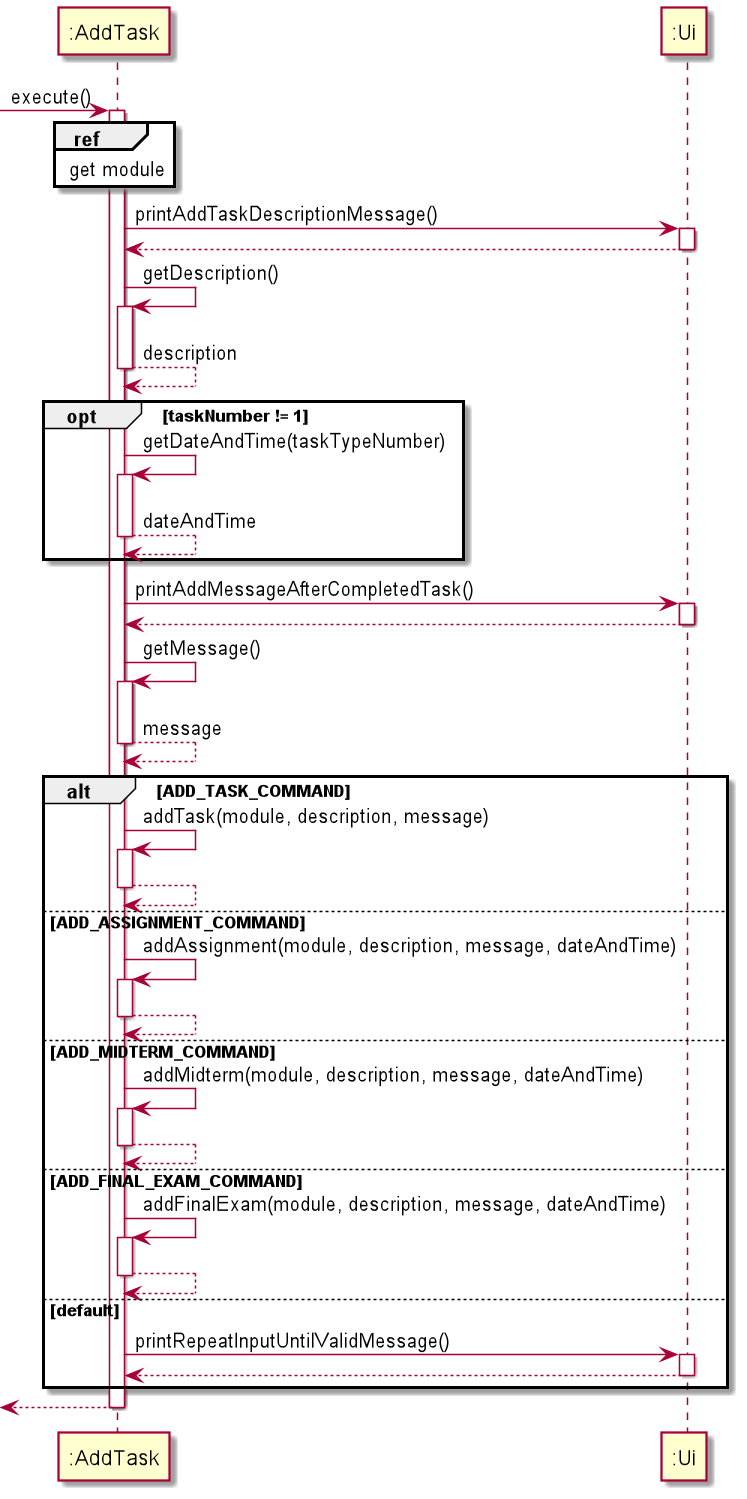 :AddTask
:Ui
execute()
ref
get module
printAddTaskDescriptionMessage()
getDescription()
description
opt
[taskNumber != 1]
getDateAndTime(taskTypeNumber)
dateAndTime
printAddMessageAfterCompletedTask()
getMessage()
message
alt
[ADD_TASK_COMMAND]
addTask(module, description, message)
[ADD_ASSIGNMENT_COMMAND]
addAssignment(module, description, message, dateAndTime)
[ADD_MIDTERM_COMMAND]
addMidterm(module, description, message, dateAndTime)
[ADD_FINAL_EXAM_COMMAND]
addFinalExam(module, description, message, dateAndTime)
[default]
printRepeatInputUntilValidMessage()
:AddTask
:Ui